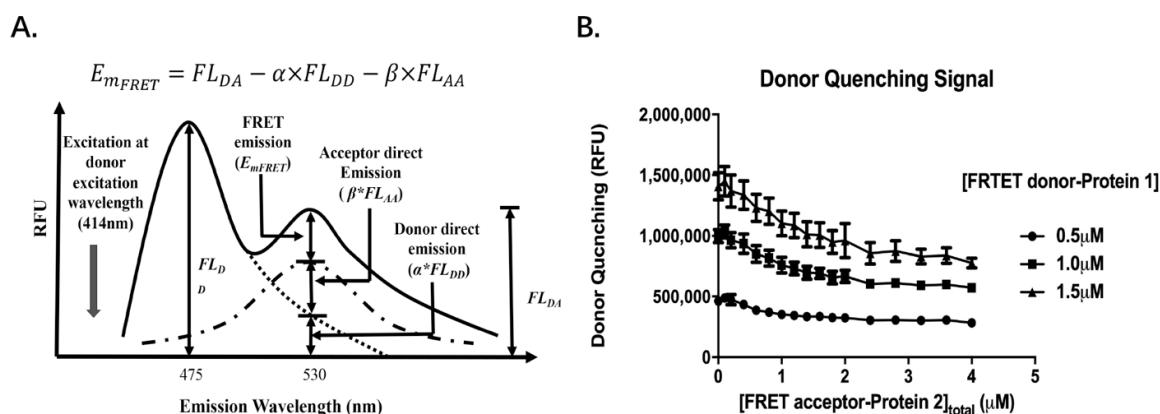 A.
E_mFRET = FL_DA − α×FL_DD − β×FL_AA
RFU
Excitation at
donor
excitation
wavelength
(414nm)
FRET
emission
(E_mFRET)
Acceptor direct
Emission
(β*FL_AA)
Donor direct
emission
(α*FL_DD)
FL_D
D
FL_DA
475
530
Emission Wavelength (nm)
B.
Donor Quenching Signal
Donor Qucnching (RFU)
2,000,000
1,500,000
1,000,000
500,000
0
0
1
2
3
4
5
[FRET acceptor-Protein 2]total (μM)
[FRTET donor-Protein 1]
0.5μM
1.0μM
1.5μM